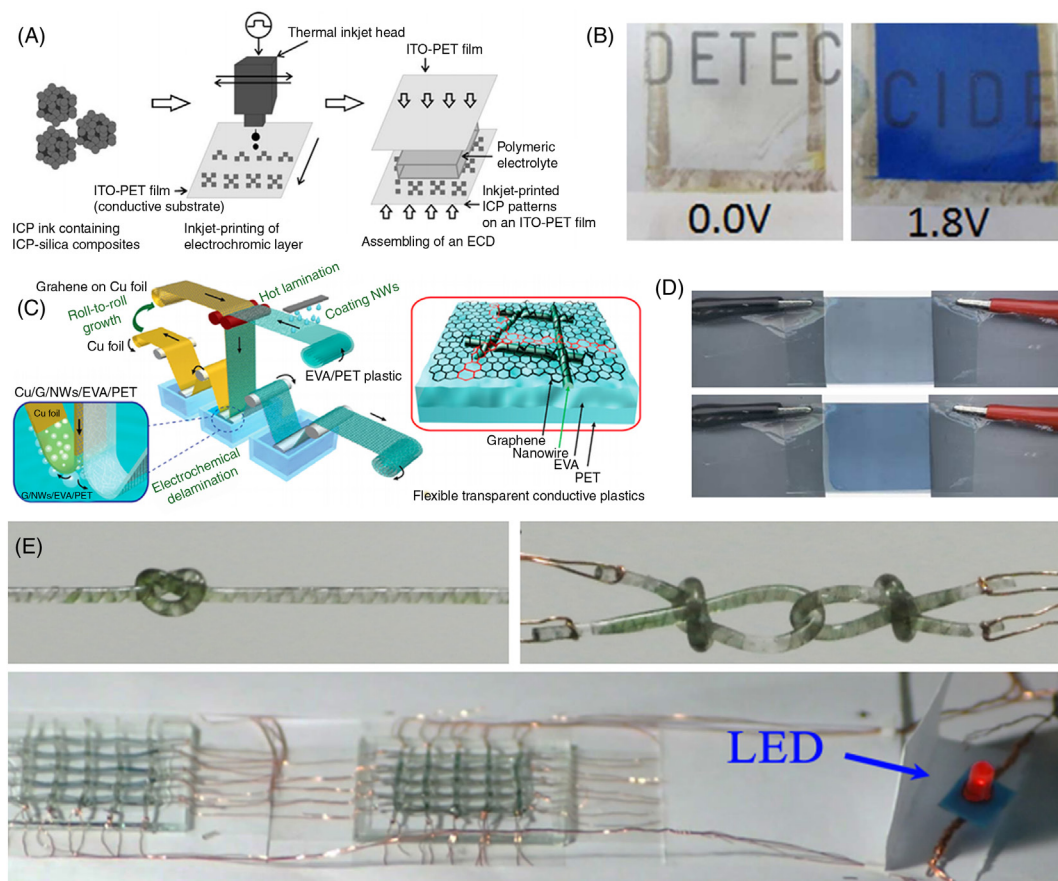 (A)
Thermal inkjet head
ITO-PET film
Polymeric
electrolyte
ITO-PET film
(conductive substrate)
Inkjet-printed
ICP patterns
on an ITO-PET film
ICP ink containing
ICP-silica composites
Inkjet-printing of
electrochromic layer
Assembling of an ECD
(B)
DETEC
CIDE
0.0V
1.8V
(C)
Grahene on Cu foil
Hot lamination
Roll-to-roll
growth
Coating NWs
Cu foil
EVA/PET plastic
Cu/G/NWs/EVA/PET
Cu foil
G/NWs/EVA/PET
Electrochemical
delamination
Graphene
Nanowire
EVA
PET
Flexible transparent conductive plastics
(D)
(E)
LED